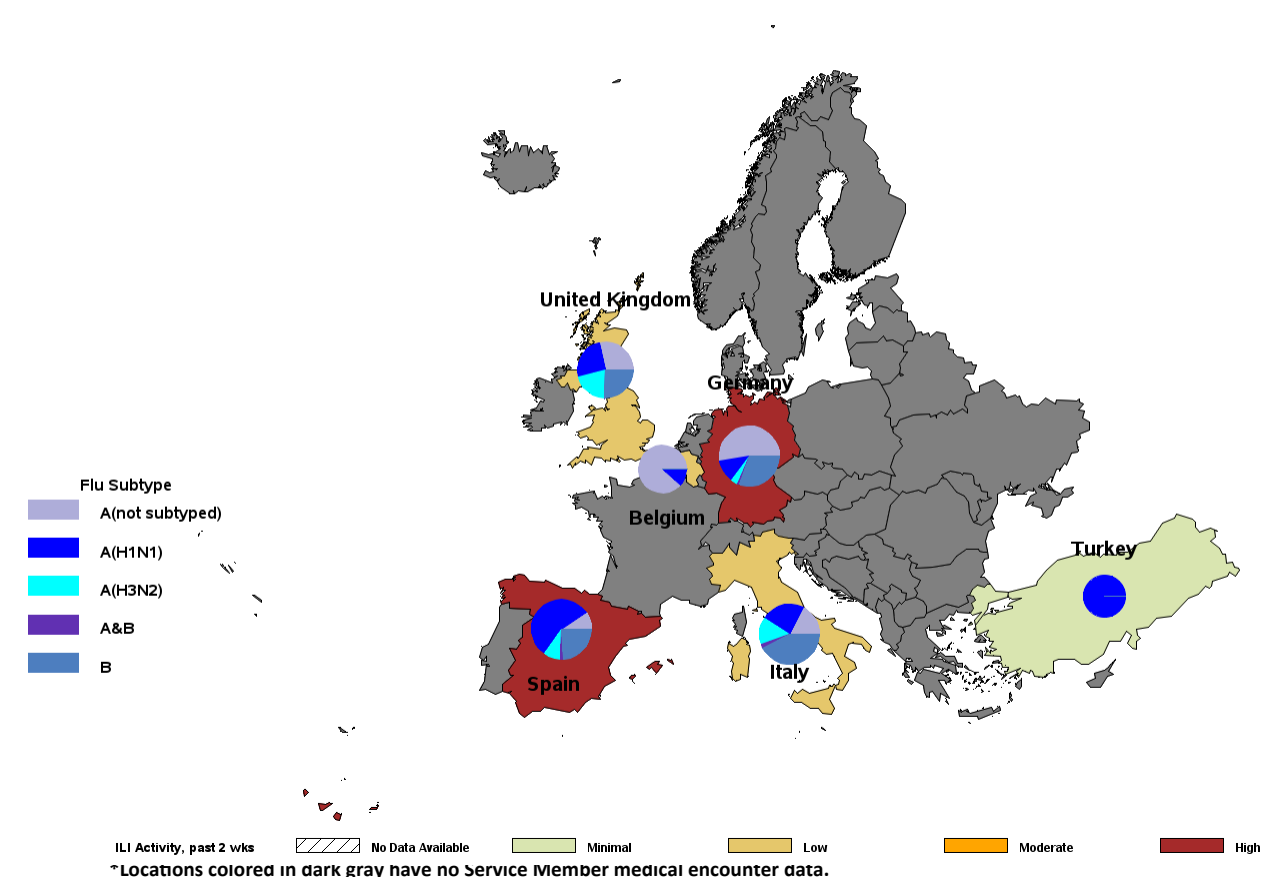 United Kingdom
Germany
Belgium
Flu Subtype
A(not subtyped)
A(H1N1)
A(H3N2)
A&B
B
Turkey
Spain
Italy
ILI Activity, past 2 wks No Data Available Minimal Low Moderate High
*Locations colored in dark gray have no Service Member medical encounter data.